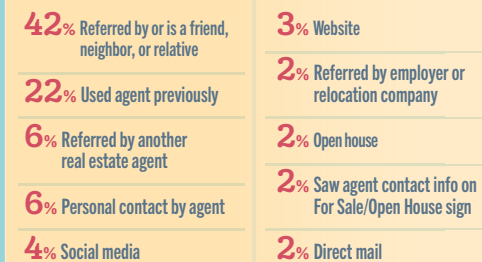 42% Referred by or is a friend,
neighbor, or relative
22% Used agent previously
6% Referred by another
real estate agent
6% Personal contact by agent
4% Social media
3% Website
2% Referred by employer or
relocation company
2% Open house
2% Saw agent contact info on
For Sale/Open House sign
2% Direct mail